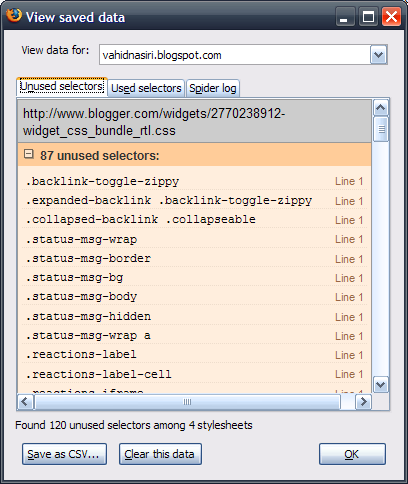 View saved data
View data for: vahidnasiri.blogspot.com
Unused selectors Used selectors Spider log
http://www.blogger.com/widgets/2770238912-
widget_css_bundle_rtl.css
87 unused selectors:
.backlink-toggle-zippy Line 1
.expanded-backlink .backlink-toggle-zippy Line 1
.collapsed-backlink .collapseable Line 1
.status-msg-wrap Line 1
.status-msg-border Line 1
.status-msg-bg Line 1
.status-msg-body Line 1
.status-msg-hidden Line 1
.status-msg-wrap a Line 1
.reactions-label Line 1
.reactions-label-cell Line 1
.reactions-iframe Line 1
Found 120 unused selectors among 4 stylesheets
Save as CSV... Clear this data OK